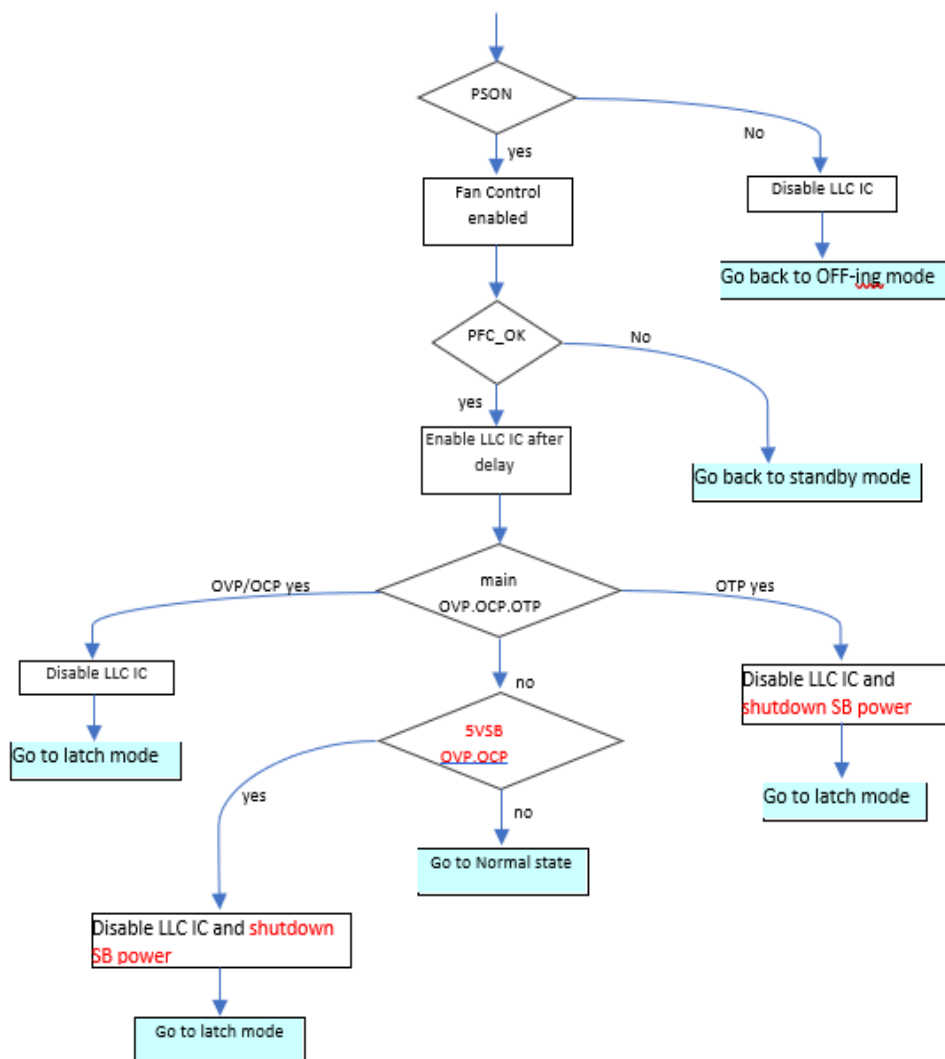 PSON
No
yes
Fan Control
enabled
Disable LLC IC
Go back to OFF-ing mode
PFC_OK
No
yes
Enable LLC IC after
delay
Go back to standby mode
OVP/OCP yes
main
OVP.OCP.OTP
OTP yes
Disable LLC IC
no
Disable LLC IC and
shutdown SB power
Go to latch mode
5VSB
OVP.OCP
yes
no
Go to latch mode
Go to Normal state
Disable LLC IC and shutdown
SB power
Go to latch mode